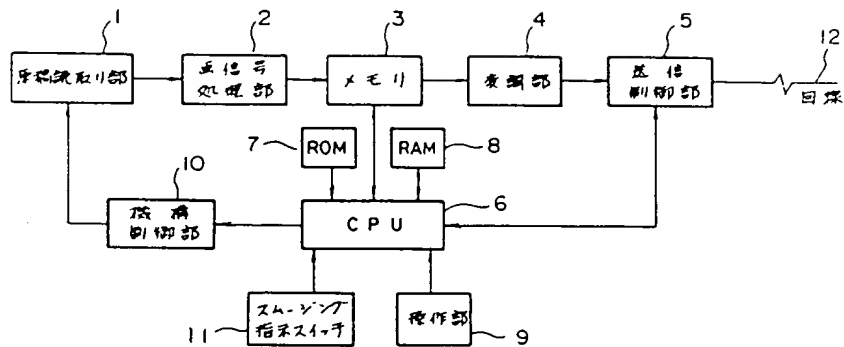 1
原稿読取り部
2
画信号
処理部
3
メモリ
4
変調部
5
送信
制御部
12
回線
7
ROM
RAM
8
10
機構
制御部
6
CPU
11
スムージング
指示スイッチ
操作部
9